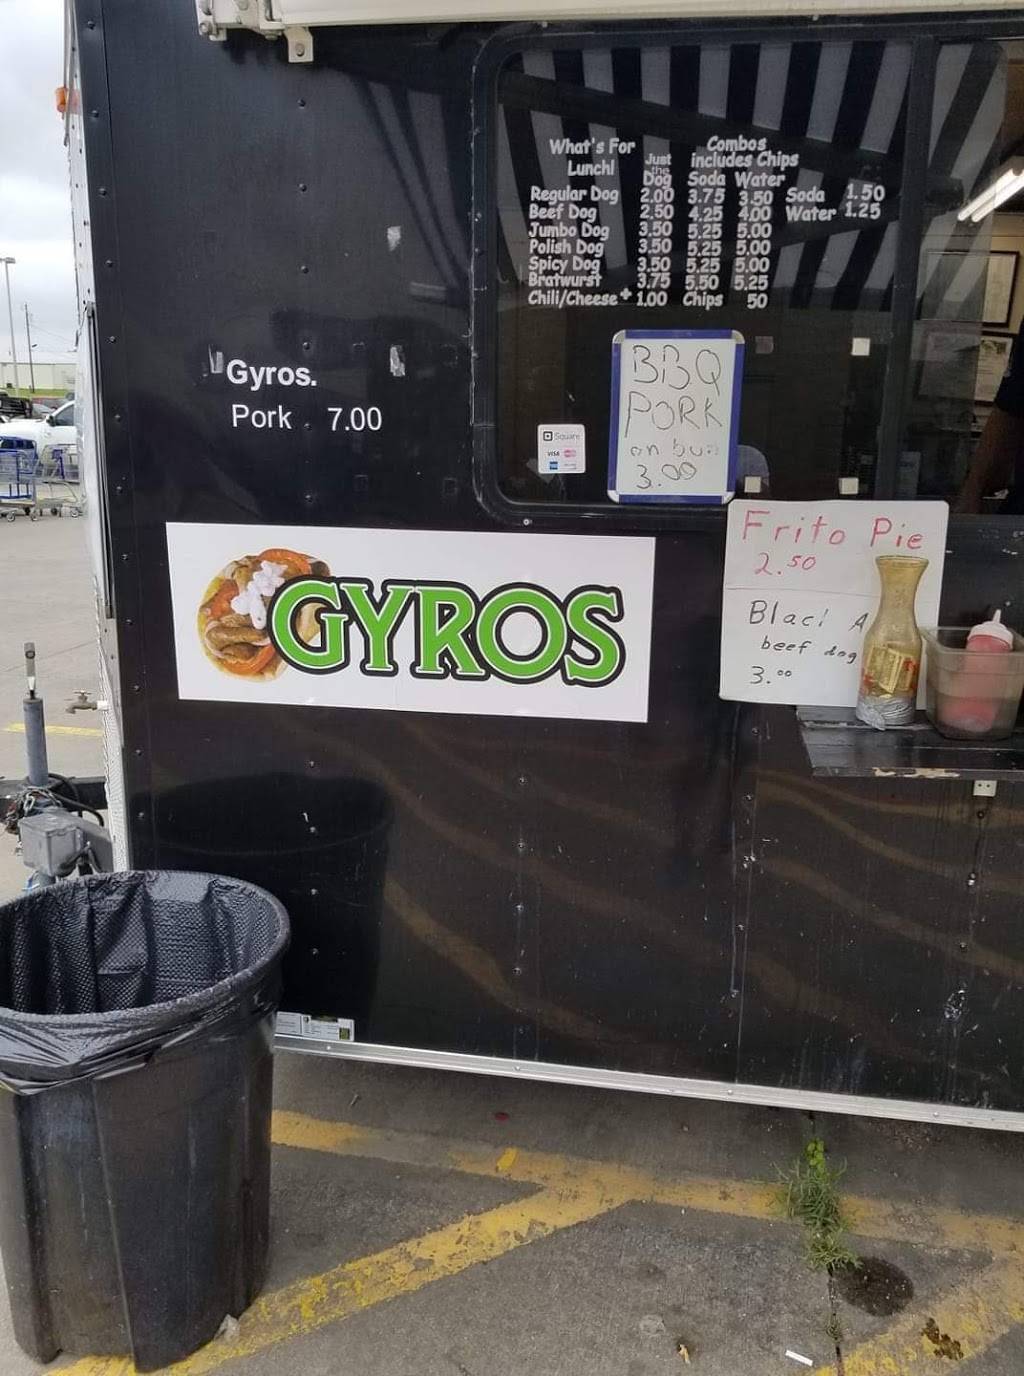 What's For Lunch!
Just the Dog
Combos includes Chips
Soda Water
Regular Dog 2.00 3.75 3.50 Soda 1.50
Beef Dog 2.50 4.25 4.00 Water 1.25
Jumbo Dog 3.50 5.25 5.00
Polish Dog 3.50 5.25 5.00
Spicy Dog 3.50 5.25 5.00
Bratwurst 3.75 5.50 5.25
Chili/Cheese + 1.00 Chips 50
BBQ
PORK
on bun
3.00
Gyros.
Pork 7.00
Square
VISA
GYROS
Frito Pie
2.50
Black A
beef dog
3.00